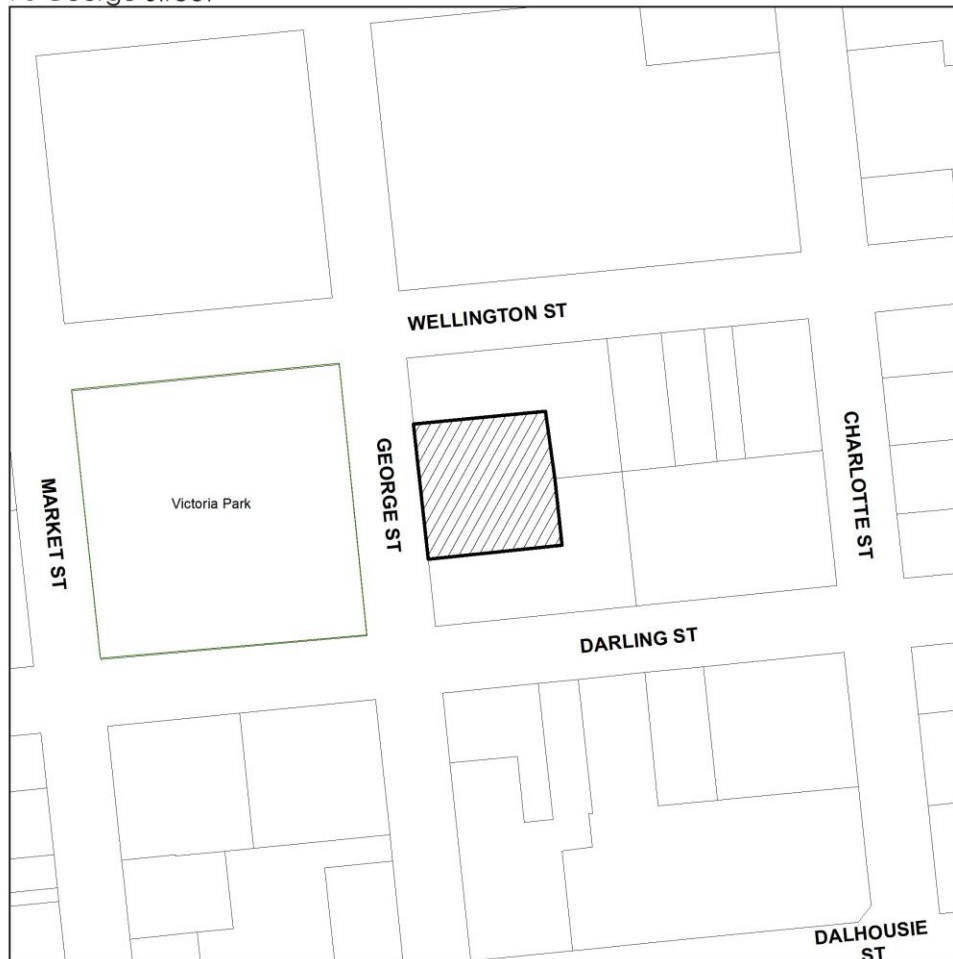 WELLINGTON ST
GEORGE ST
CHARLOTTE ST
MARKET ST
Victoria Park
DARLING ST
DALHOUSIE
ST